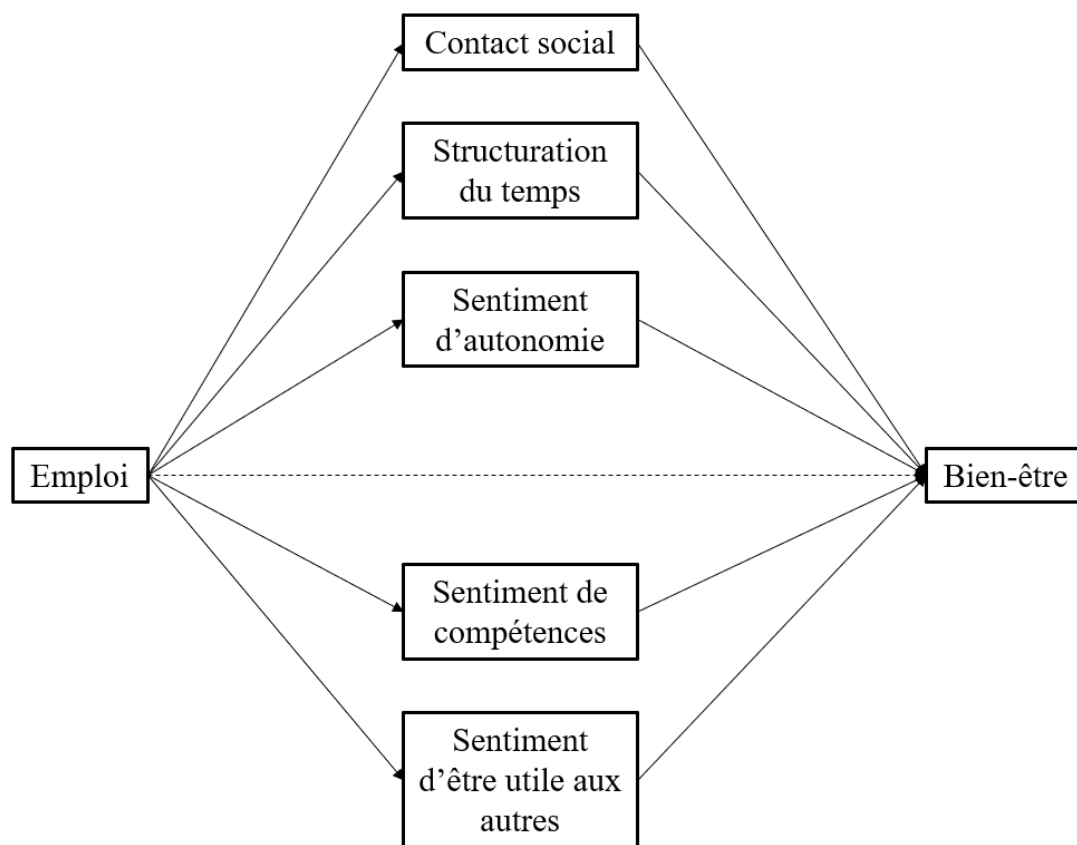 Contact social
Structuration
du temps
Sentiment
d’autonomie
Emploi
Bien-être
Sentiment de
compétences
Sentiment
d’être utile aux
autres